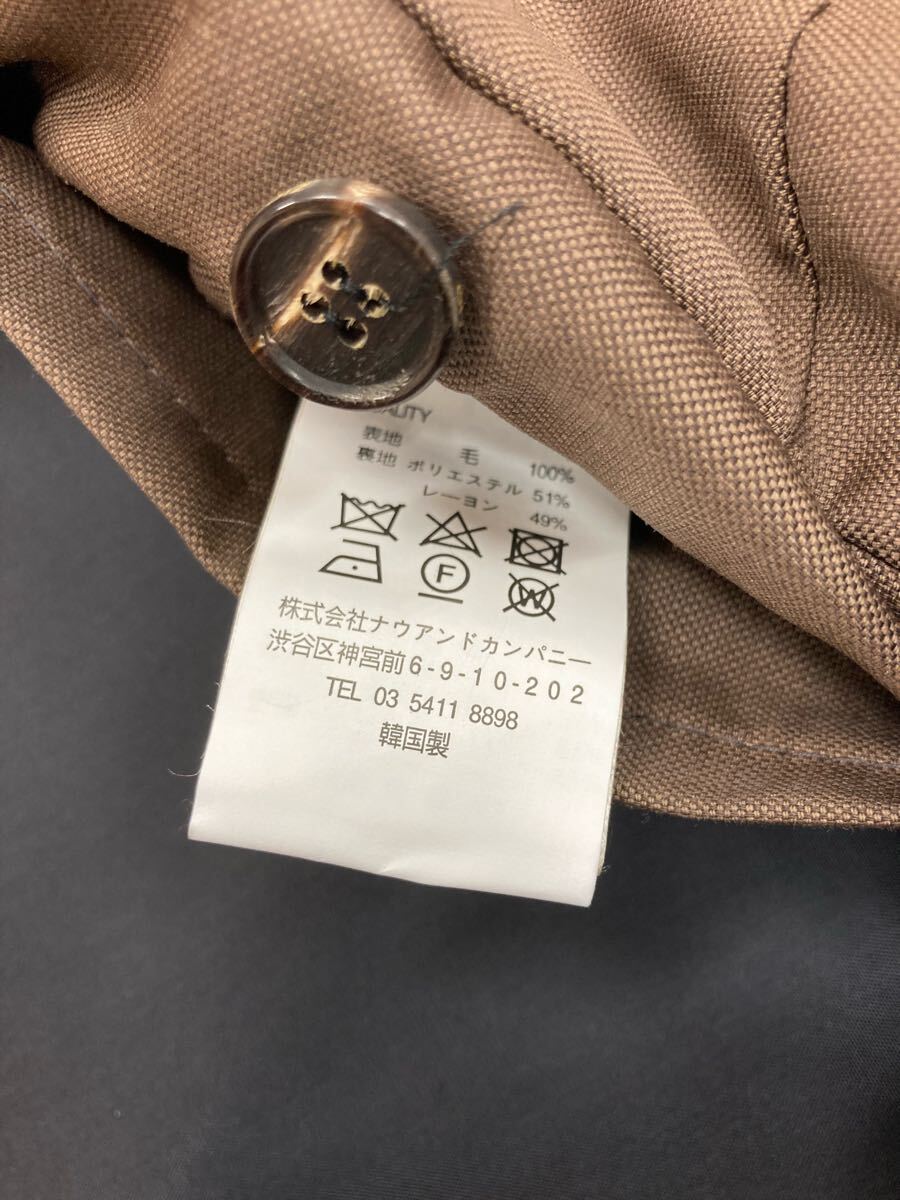 表地 毛 100%
裏地 ポリエステル 51%
レーヨン 49%
F
W
株式会社ナウアンドカンパニー
渋谷区神宮前6-9-10-202
TEL 03 5411 8898
韓国製